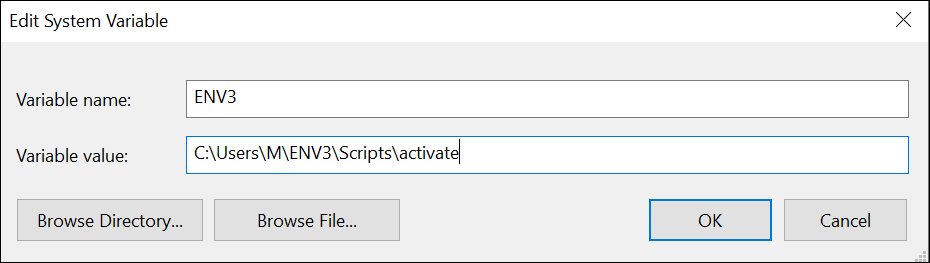 Edit System Variable
Variable name: ENV3
Variable value: C:\Users\M\ENV3\Scripts\activate
Browse Directory... Browse File... OK Cancel